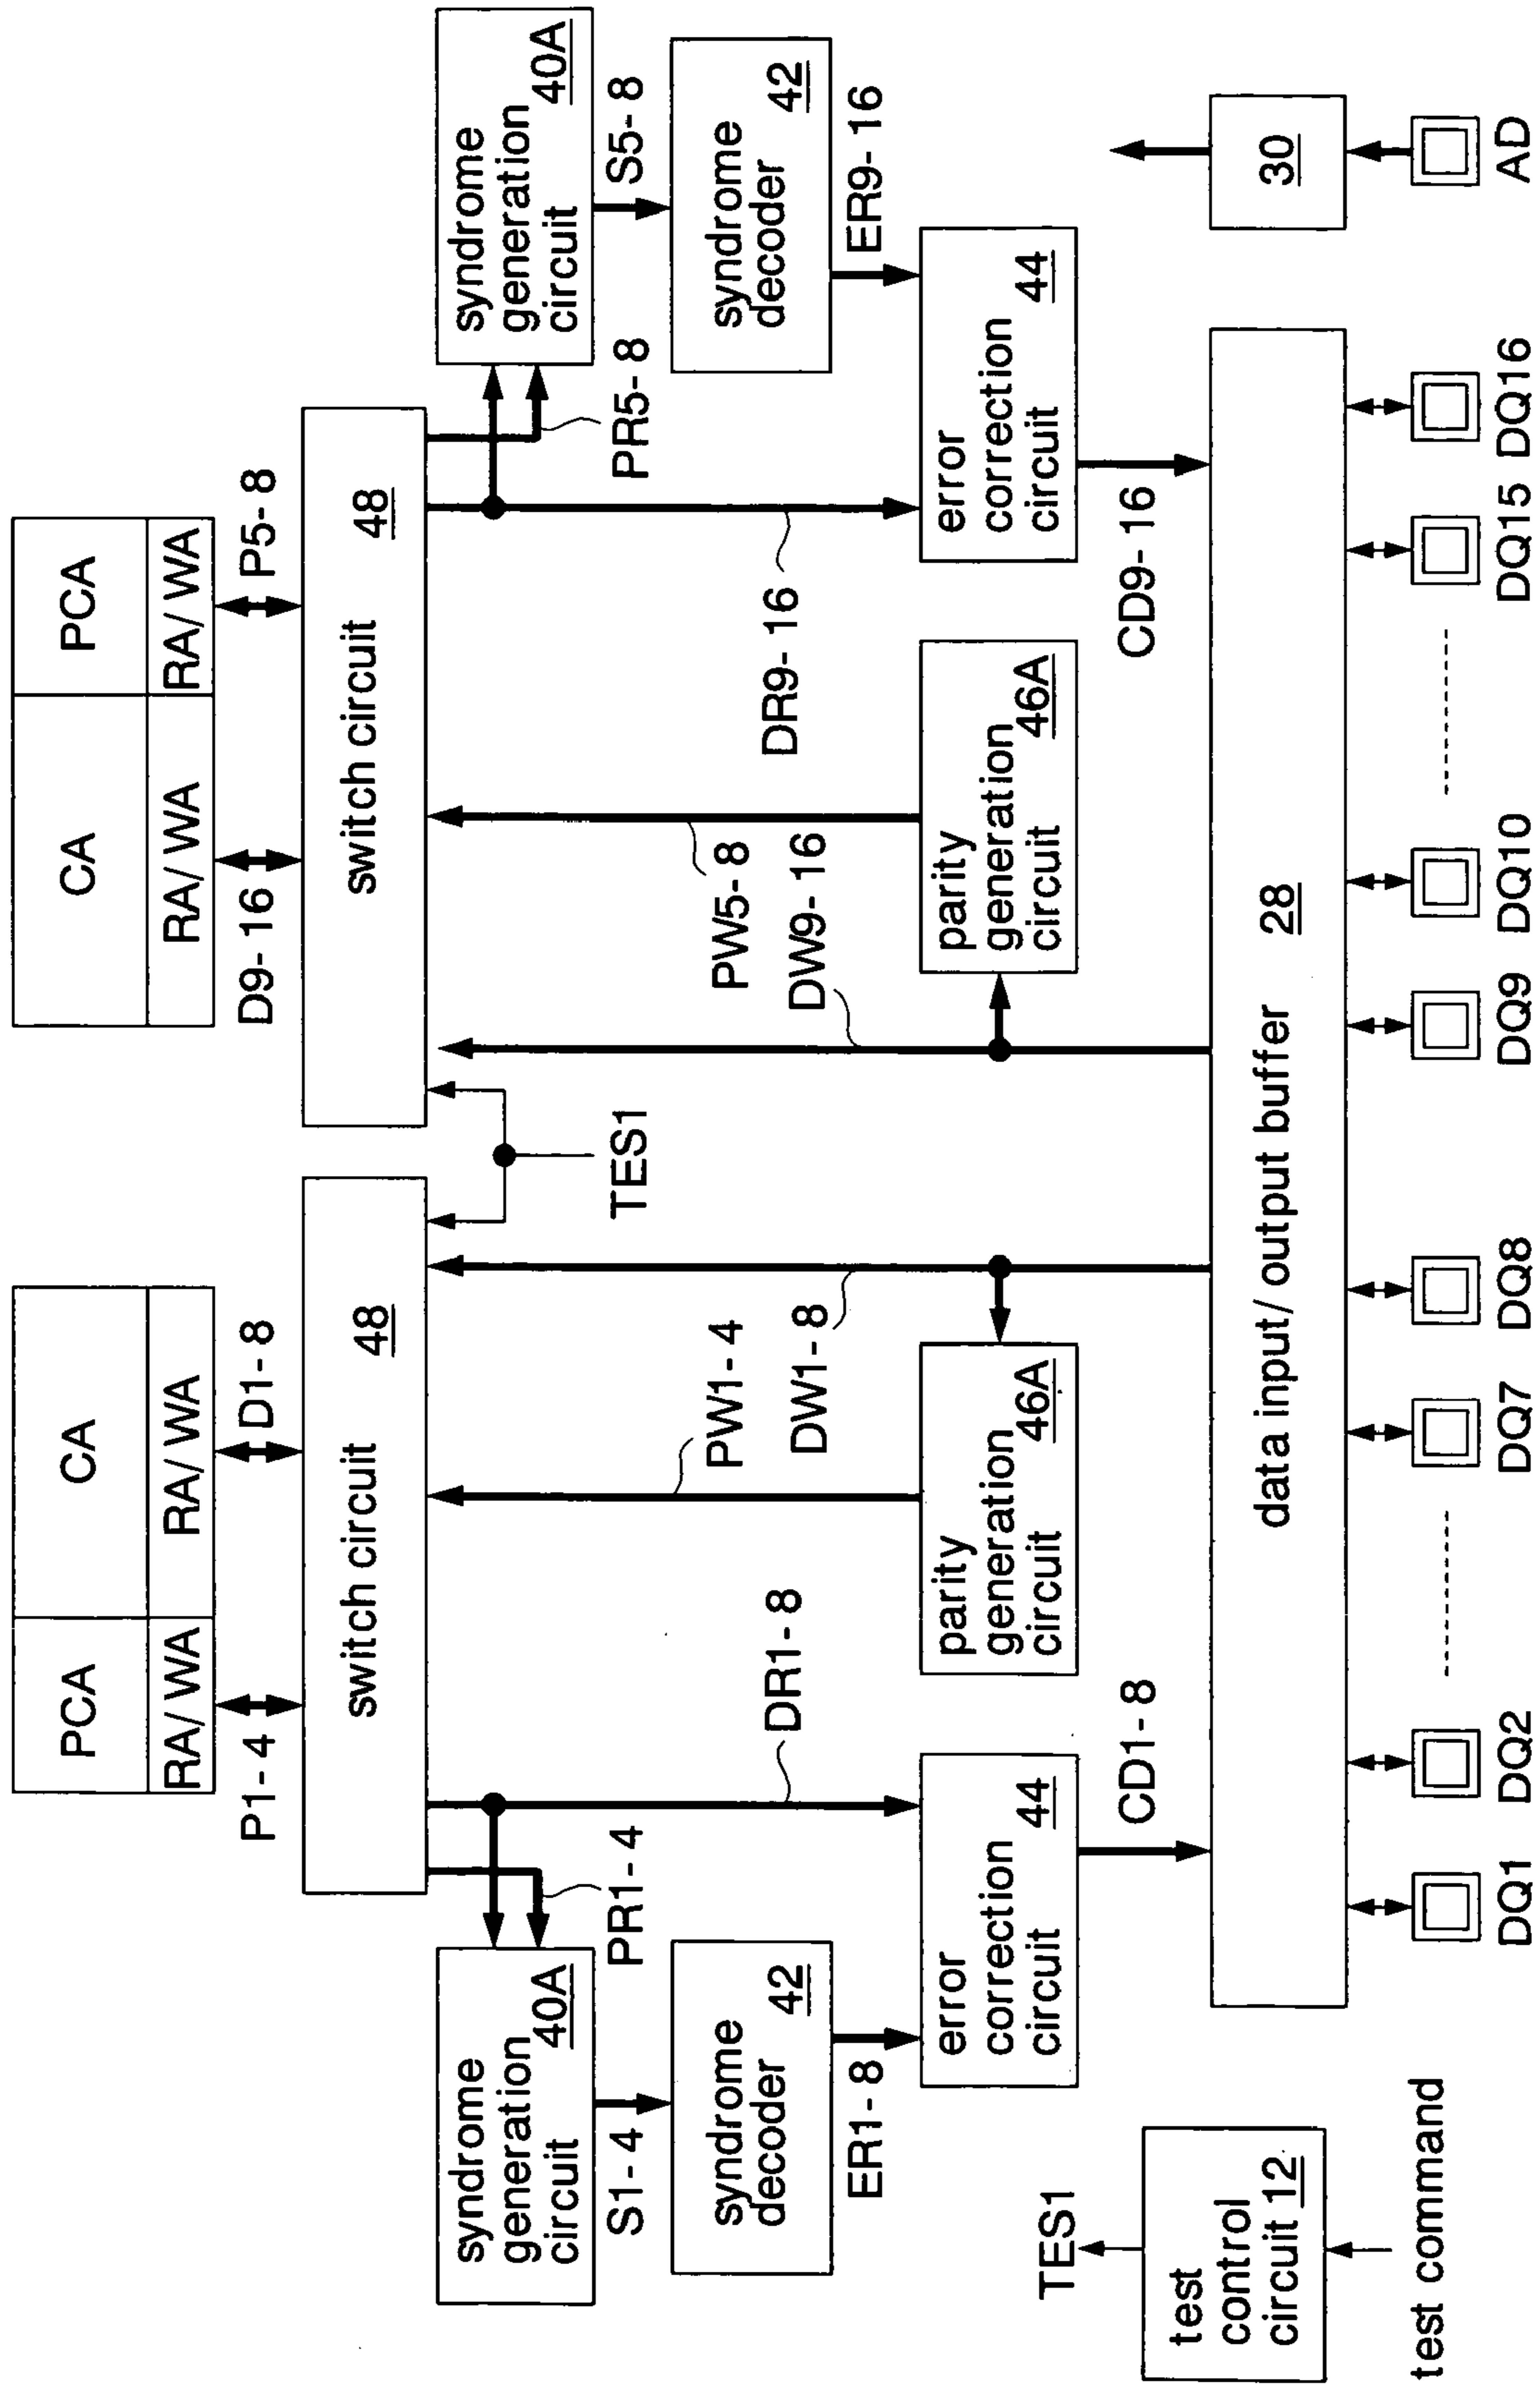 PCA
CA
RA/ WA
RA/ WA
P1- 4
D1- 8
CA
PCA
RA/ WA
RA/ WA
D9- 16
P5- 8
switch circuit
48
switch circuit
48
syndrome
generation
circuit
40A
PR1- 4
TES1
PR5- 8
syndrome
generation
circuit
40A
S1- 4
S5- 8
syndrome
decoder
42
syndrome
decoder
42
ER1- 8
DR1- 8
PW1- 4
DW1- 8
PW5- 8
DW9- 16
DR9- 16
ER9- 16
error
correction
circuit
44
parity
generation
circuit
46A
parity
generation
circuit
46A
error
correction
circuit
44
CD1- 8
CD9- 16
TES1
test
control
circuit 12
test command
data input/ output buffer
28
30
DQ1
DQ2
DQ7
DQ8
DQ9
DQ10
DQ15
DQ16
AD